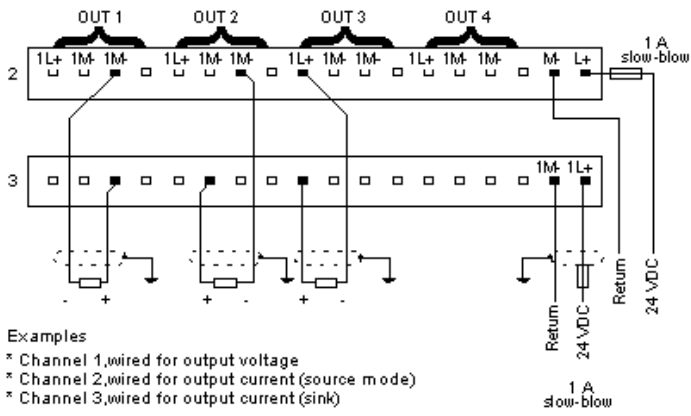 OUT 1 OUT 2 OUT 3 OUT 4
1 A
slow-blow
1L+ 1M- 1M- 1L+ 1M- 1M- 1L+ 1M- 1M- 1L+ 1M- 1M- M- L+
2
1M- 1L+
3
- + + - - +
Return
24 VDC
Return
24 VDC
1 A
slow-blow
Examples
* Channel 1,wired for output voltage
* Channel 2,wired for output current (source mode)
* Channel 3,wired for output current (sink)